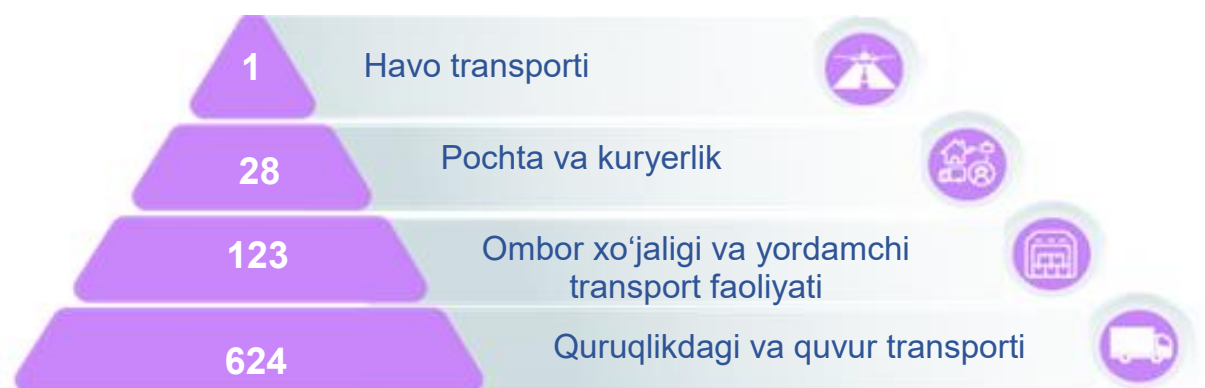 1 Havo transporti
28 Pochta va kuryerlik
123 Ombor xo‘jaligi va yordamchi
transport faoliyati
624 Quruqlikdagi va quvur transporti